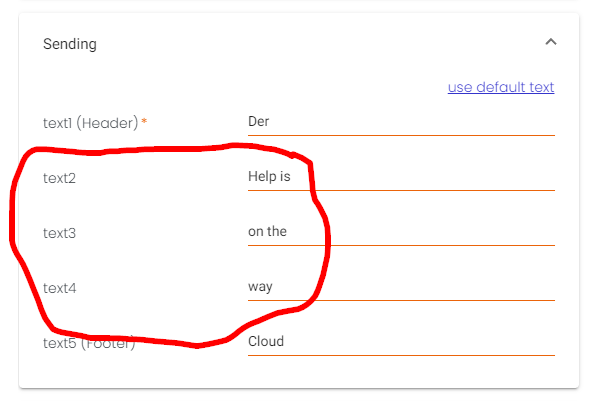 Sending
use default text
text1 (Header) * Der
text2 Help is
text3 on the
text4 way
text5 (Footer) Cloud